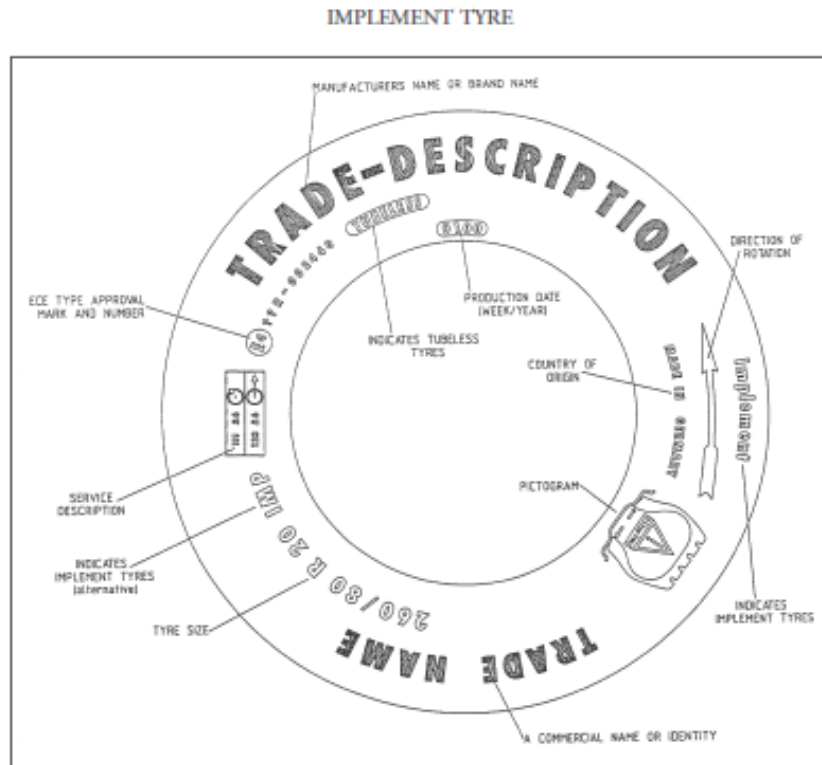 IMPLEMENT TYRE
MANUFACTURERS NAME OR BRAND NAME
TRADE-DESCRIPTION
TUBELESS
DIRECTION OF
ROTATION
ECE TYPE APPROVAL
MARK AND NUMBER
PRODUCTION DATE
(WEEK/YEAR)
INDICATES TUBELESS
TYRES
E4
COUNTRY OF
ORIGIN
MADE IN GERMANY
Implement
SERVICE
DESCRIPTION
PICTOGRAM
INDICATES
IMPLEMENT TYRES
(alternative)
260/80 R 20 IMP
TYRE SIZE
INDICATES
IMPLEMENT TYRES
TRADE NAME
A COMMERCIAL NAME OR IDENTITY